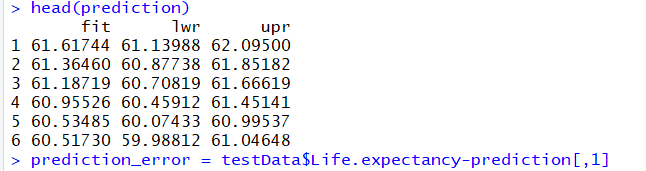 > head(prediction)
       fit      lwr      upr
1 61.61744 61.13988 62.09500
2 61.36460 60.87738 61.85182
3 61.18719 60.70819 61.66619
4 60.95526 60.45912 61.45141
5 60.53485 60.07433 60.99537
6 60.51730 59.98812 61.04648
> prediction_error = testData$Life.expectancy-prediction[,1]